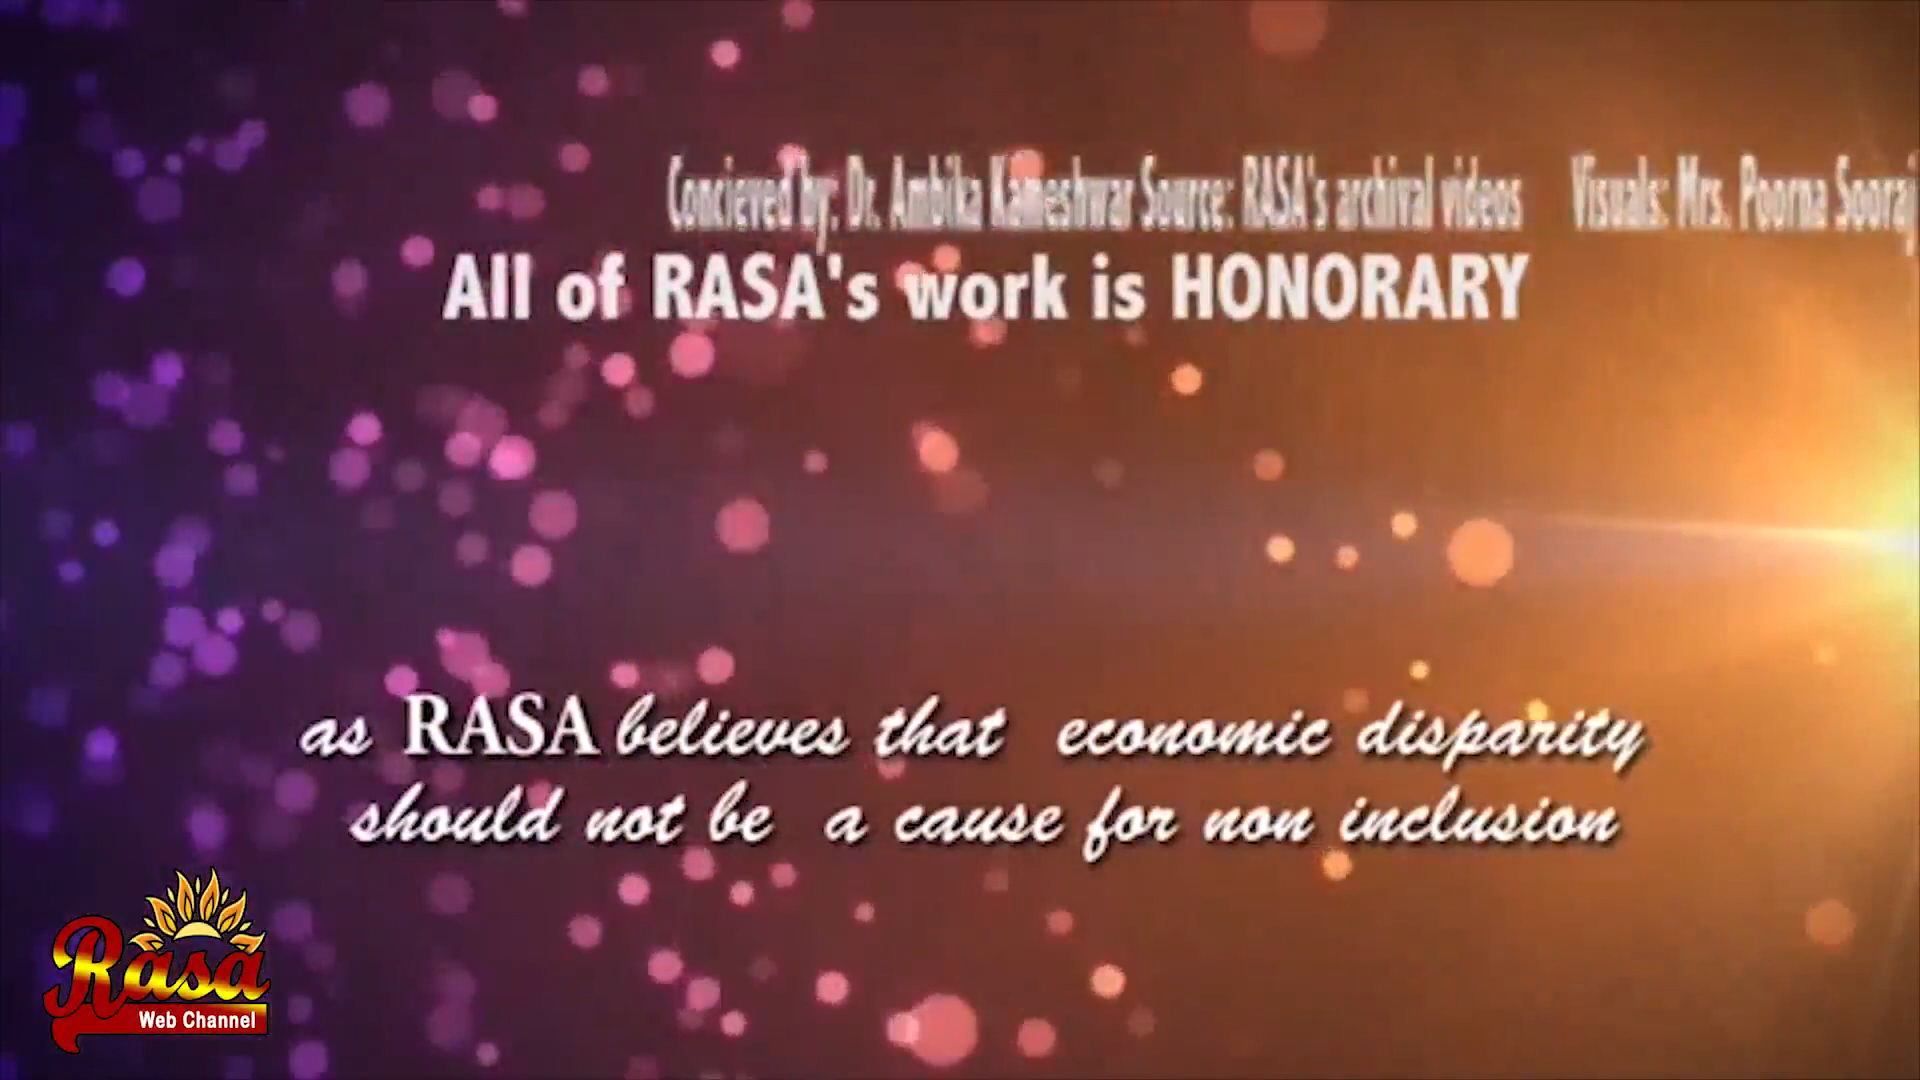 Concieved by: Dr. Ambika Kameshwar Source: RASA's archival videos Visuals: Mrs. Poorna Sooraj
All of RASA's work is HONORARY
as RASA believes that economic disparity
should not be a cause for non inclusion
Rasa
Web Channel